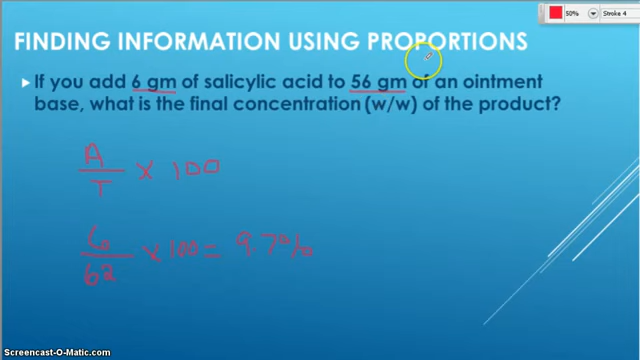 50%
Stroke 4
FINDING INFORMATION USING PROPORTIONS
If you add 6 gm of salicylic acid to 56 gm of an ointment
base, what is the final concentration (w/w) of the product?
A
T
x 100
6
62
x 100 = 9.7%
Screencast-O-Matic.com